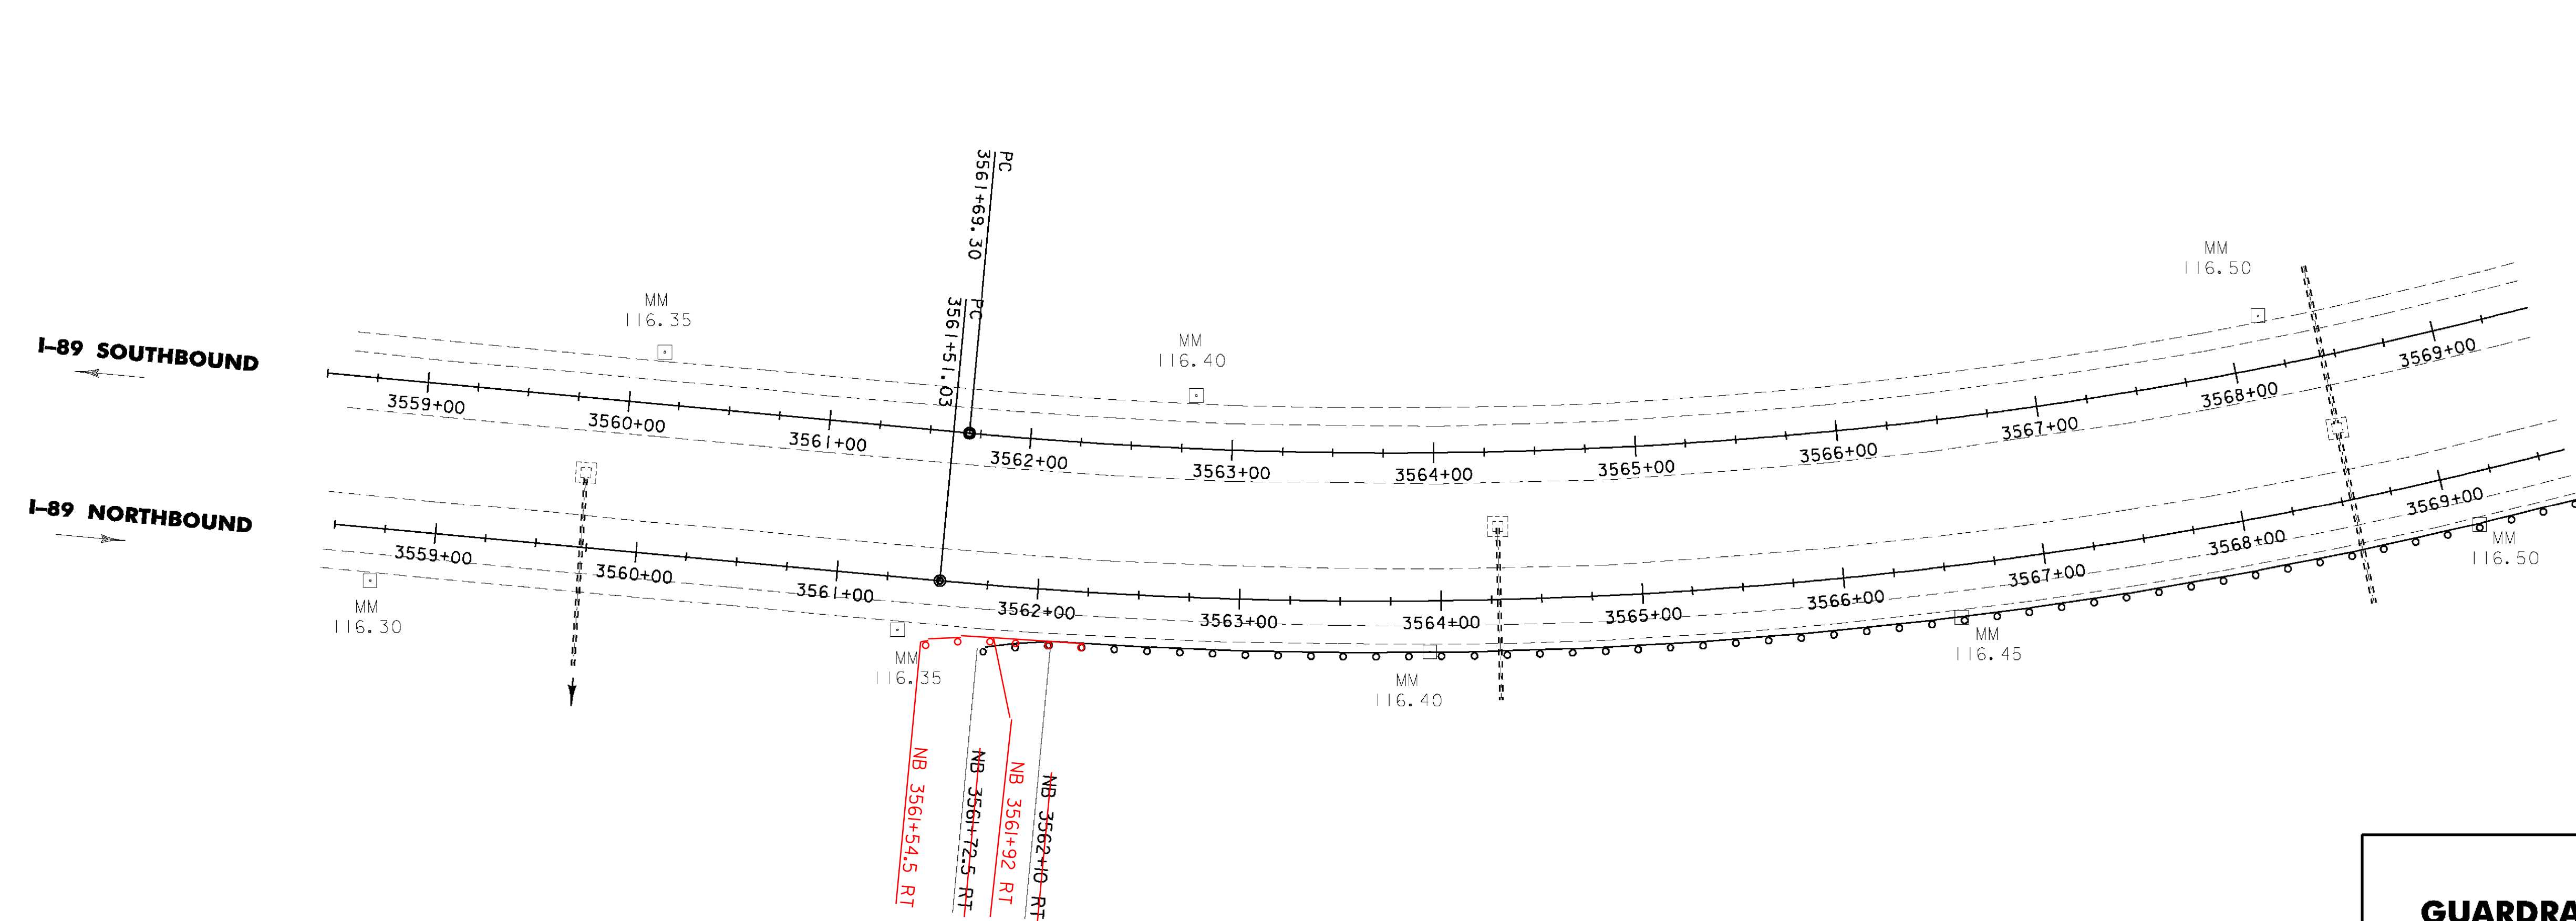 PC
3561+69.30
PC
3561+51.03
MM
116.50
MM
116.35
MM
116.40
I-89 SOUTHBOUND
3559+00
3560+00
3561+00
3562+00
3563+00
3564+00
3565+00
3566+00
3567+00
3568+00
3569+00
I-89 NORTHBOUND
3559+00
3560+00
3561+00
3562+00
3563+00
3564+00
3565+00
3566+00
3567+00
3568+00
3569+00
MM
116.30
MM
116.35
MM
116.40
MM
116.45
MM
116.50
NB 3561+54.5 RT
NB 3561+72.5 RT
NB 3561+92 RT
NB 3562+10 RT
GUARDRA